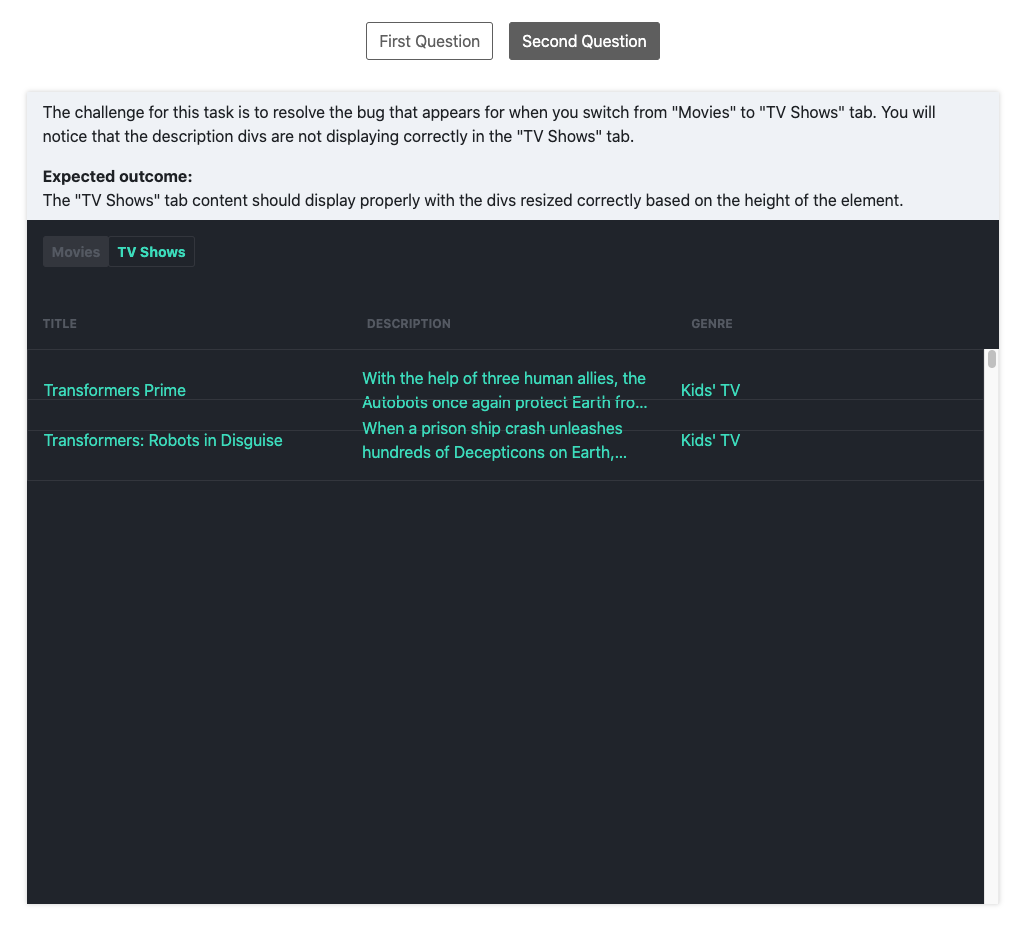 First Question Second Question
The challenge for this task is to resolve the bug that appears for when you switch from "Movies" to "TV Shows" tab. You will
notice that the description divs are not displaying correctly in the "TV Shows" tab.
Expected outcome:
The "TV Shows" tab content should display properly with the divs resized correctly based on the height of the element.
Movies TV Shows
TITLE DESCRIPTION GENRE
With the help of three human allies, the
Transformers Prime Kids' TV
Autobots once again protect Earth fro...
When a prison ship crash unleashes
Transformers: Robots in Disguise Kids' TV
hundreds of Decepticons on Earth,...